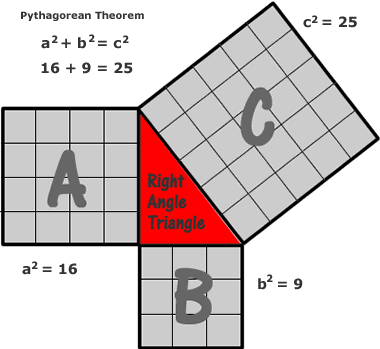 Pythagorean Theorem
a² + b² = c²
16 + 9 = 25
c² = 25
C
A
Right
Angle
Triangle
a² = 16
B
b² = 9